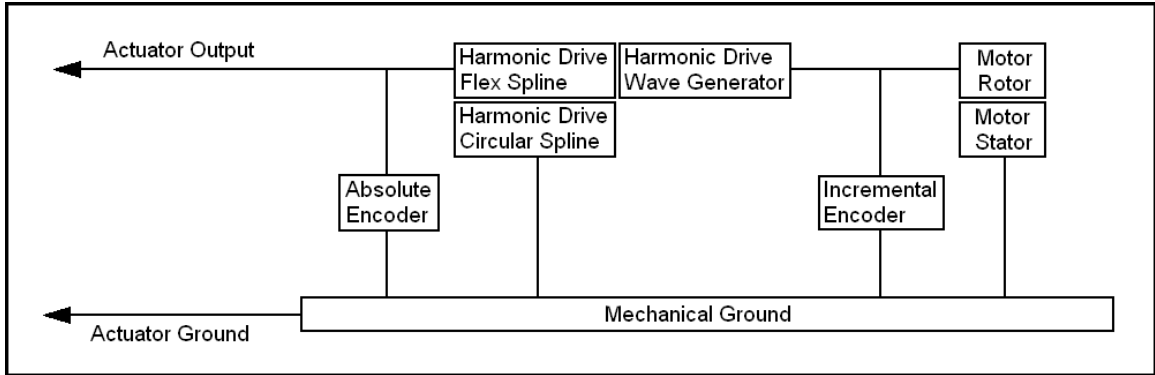 Actuator Output
Harmonic Drive
Flex Spline
Harmonic Drive
Wave Generator
Motor
Rotor
Harmonic Drive
Circular Spline
Motor
Stator
Absolute
Encoder
Incremental
Encoder
Mechanical Ground
Actuator Ground